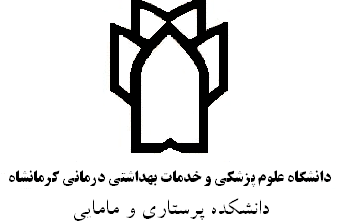 دانشگاه علوم پزشکی و خدمات بهداشتی درمانی کرمانشاه
دانشکده پرستاری و مامایی